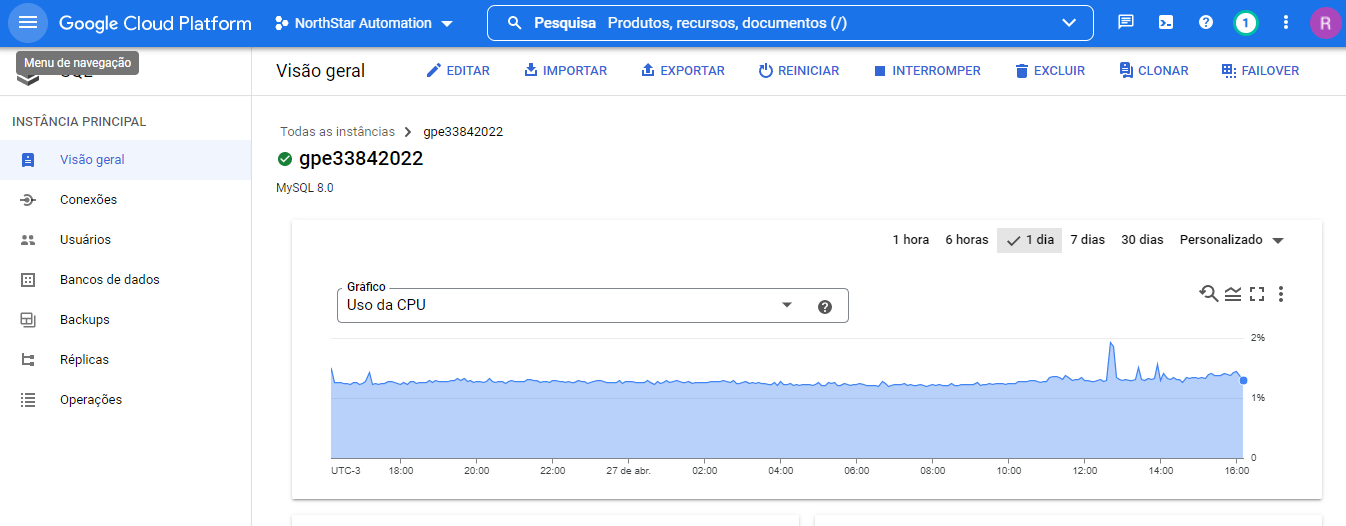 Google Cloud Platform
NorthStar Automation
Pesquisa Produtos, recursos, documentos (/)
1
R
Menu de navegação
Visão geral
EDITAR
IMPORTAR
EXPORTAR
REINICIAR
INTERROMPER
EXCLUIR
CLONAR
FAILOVER
INSTÂNCIA PRINCIPAL
Visão geral
Conexões
Usuários
Bancos de dados
Backups
Réplicas
Operações
Todas as instâncias
gpe33842022
gpe33842022
MySQL 8.0
1 hora
6 horas
1 dia
7 dias
30 dias
Personalizado
Gráfico
Uso da CPU
2%
1%
0
UTC-3 18:00 20:00 22:00 27 de abr. 02:00 04:00 06:00 08:00 10:00 12:00 14:00 16:00